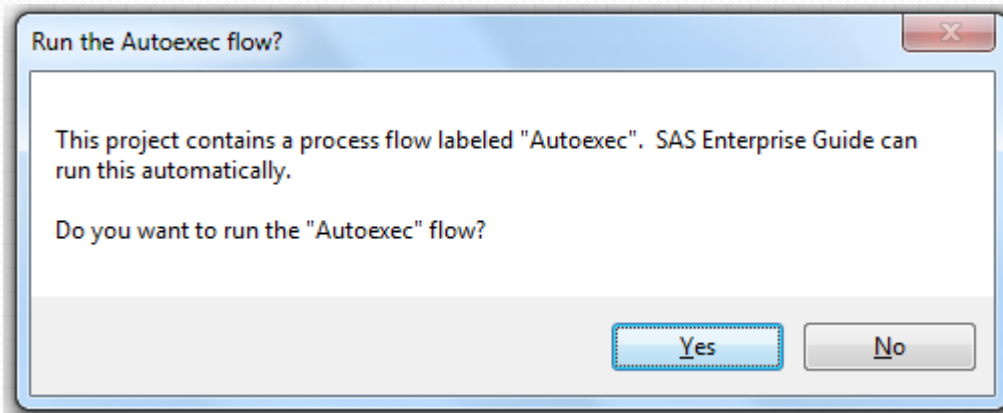 Run the Autoexec flow?
This project contains a process flow labeled "Autoexec".  SAS Enterprise Guide can
run this automatically.
Do you want to run the "Autoexec" flow?
Yes
No